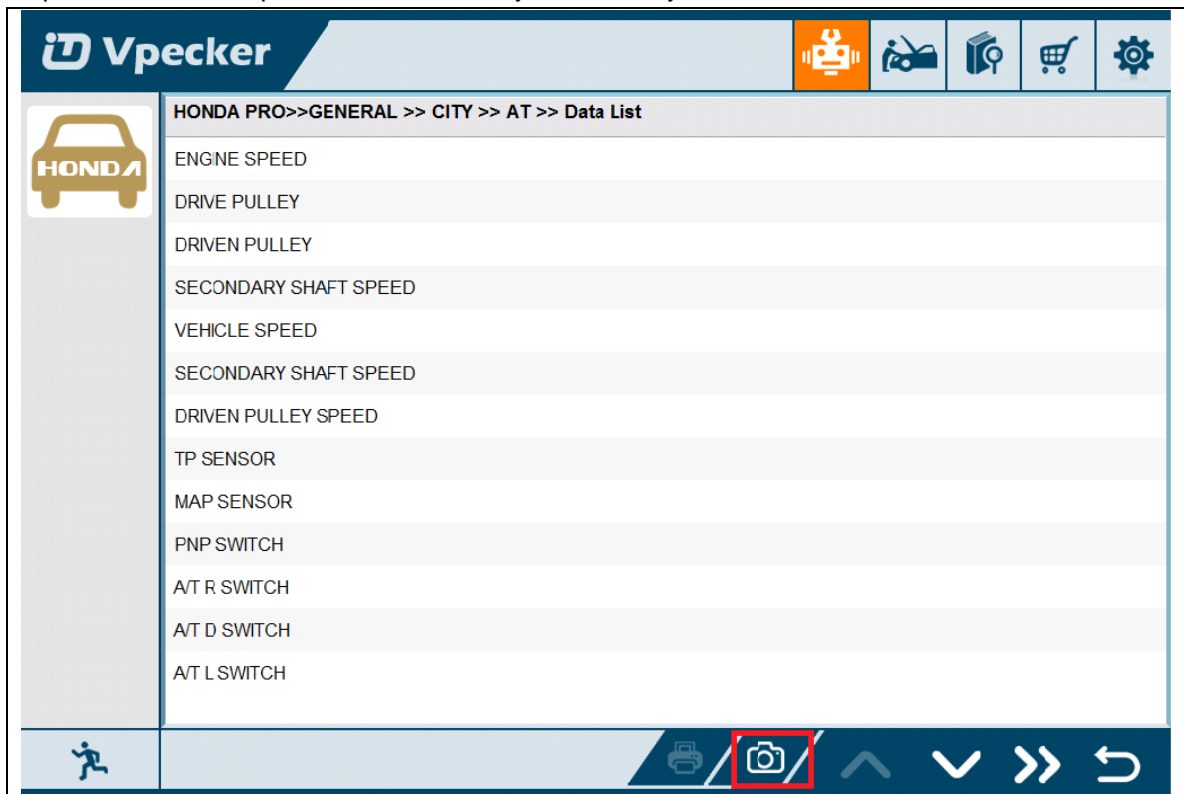 Vpecker
HONDA PRO>>GENERAL >> CITY >> AT >> Data List
HONDA
ENGINE SPEED
DRIVE PULLEY
DRIVEN PULLEY
SECONDARY SHAFT SPEED
VEHICLE SPEED
SECONDARY SHAFT SPEED
DRIVEN PULLEY SPEED
TP SENSOR
MAP SENSOR
PNP SWITCH
A/T R SWITCH
A/T D SWITCH
A/T L SWITCH